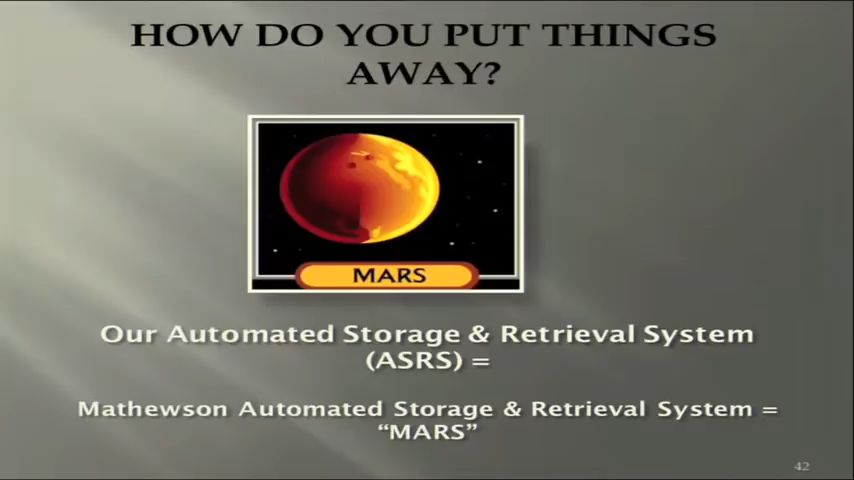 HOW DO YOU PUT THINGS
AWAY?
MARS
Our Automated Storage & Retrieval System
(ASRS) =
Mathewson Automated Storage & Retrieval System =
“MARS”
42